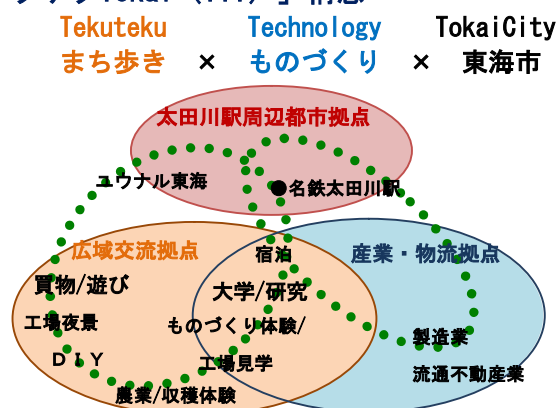 Tekuteku Technology TokaiCity
まち歩き × ものづくり × 東海市
太田川駅周辺都市拠点
ユウナル東海
●名鉄太田川駅
広域交流拠点
宿泊
産業・物流拠点
買物/遊び
大学/研究
工場夜景
ものづくり体験/
製造業
ＤＩＹ
工場見学
流通不動産業
農業/収穫体験